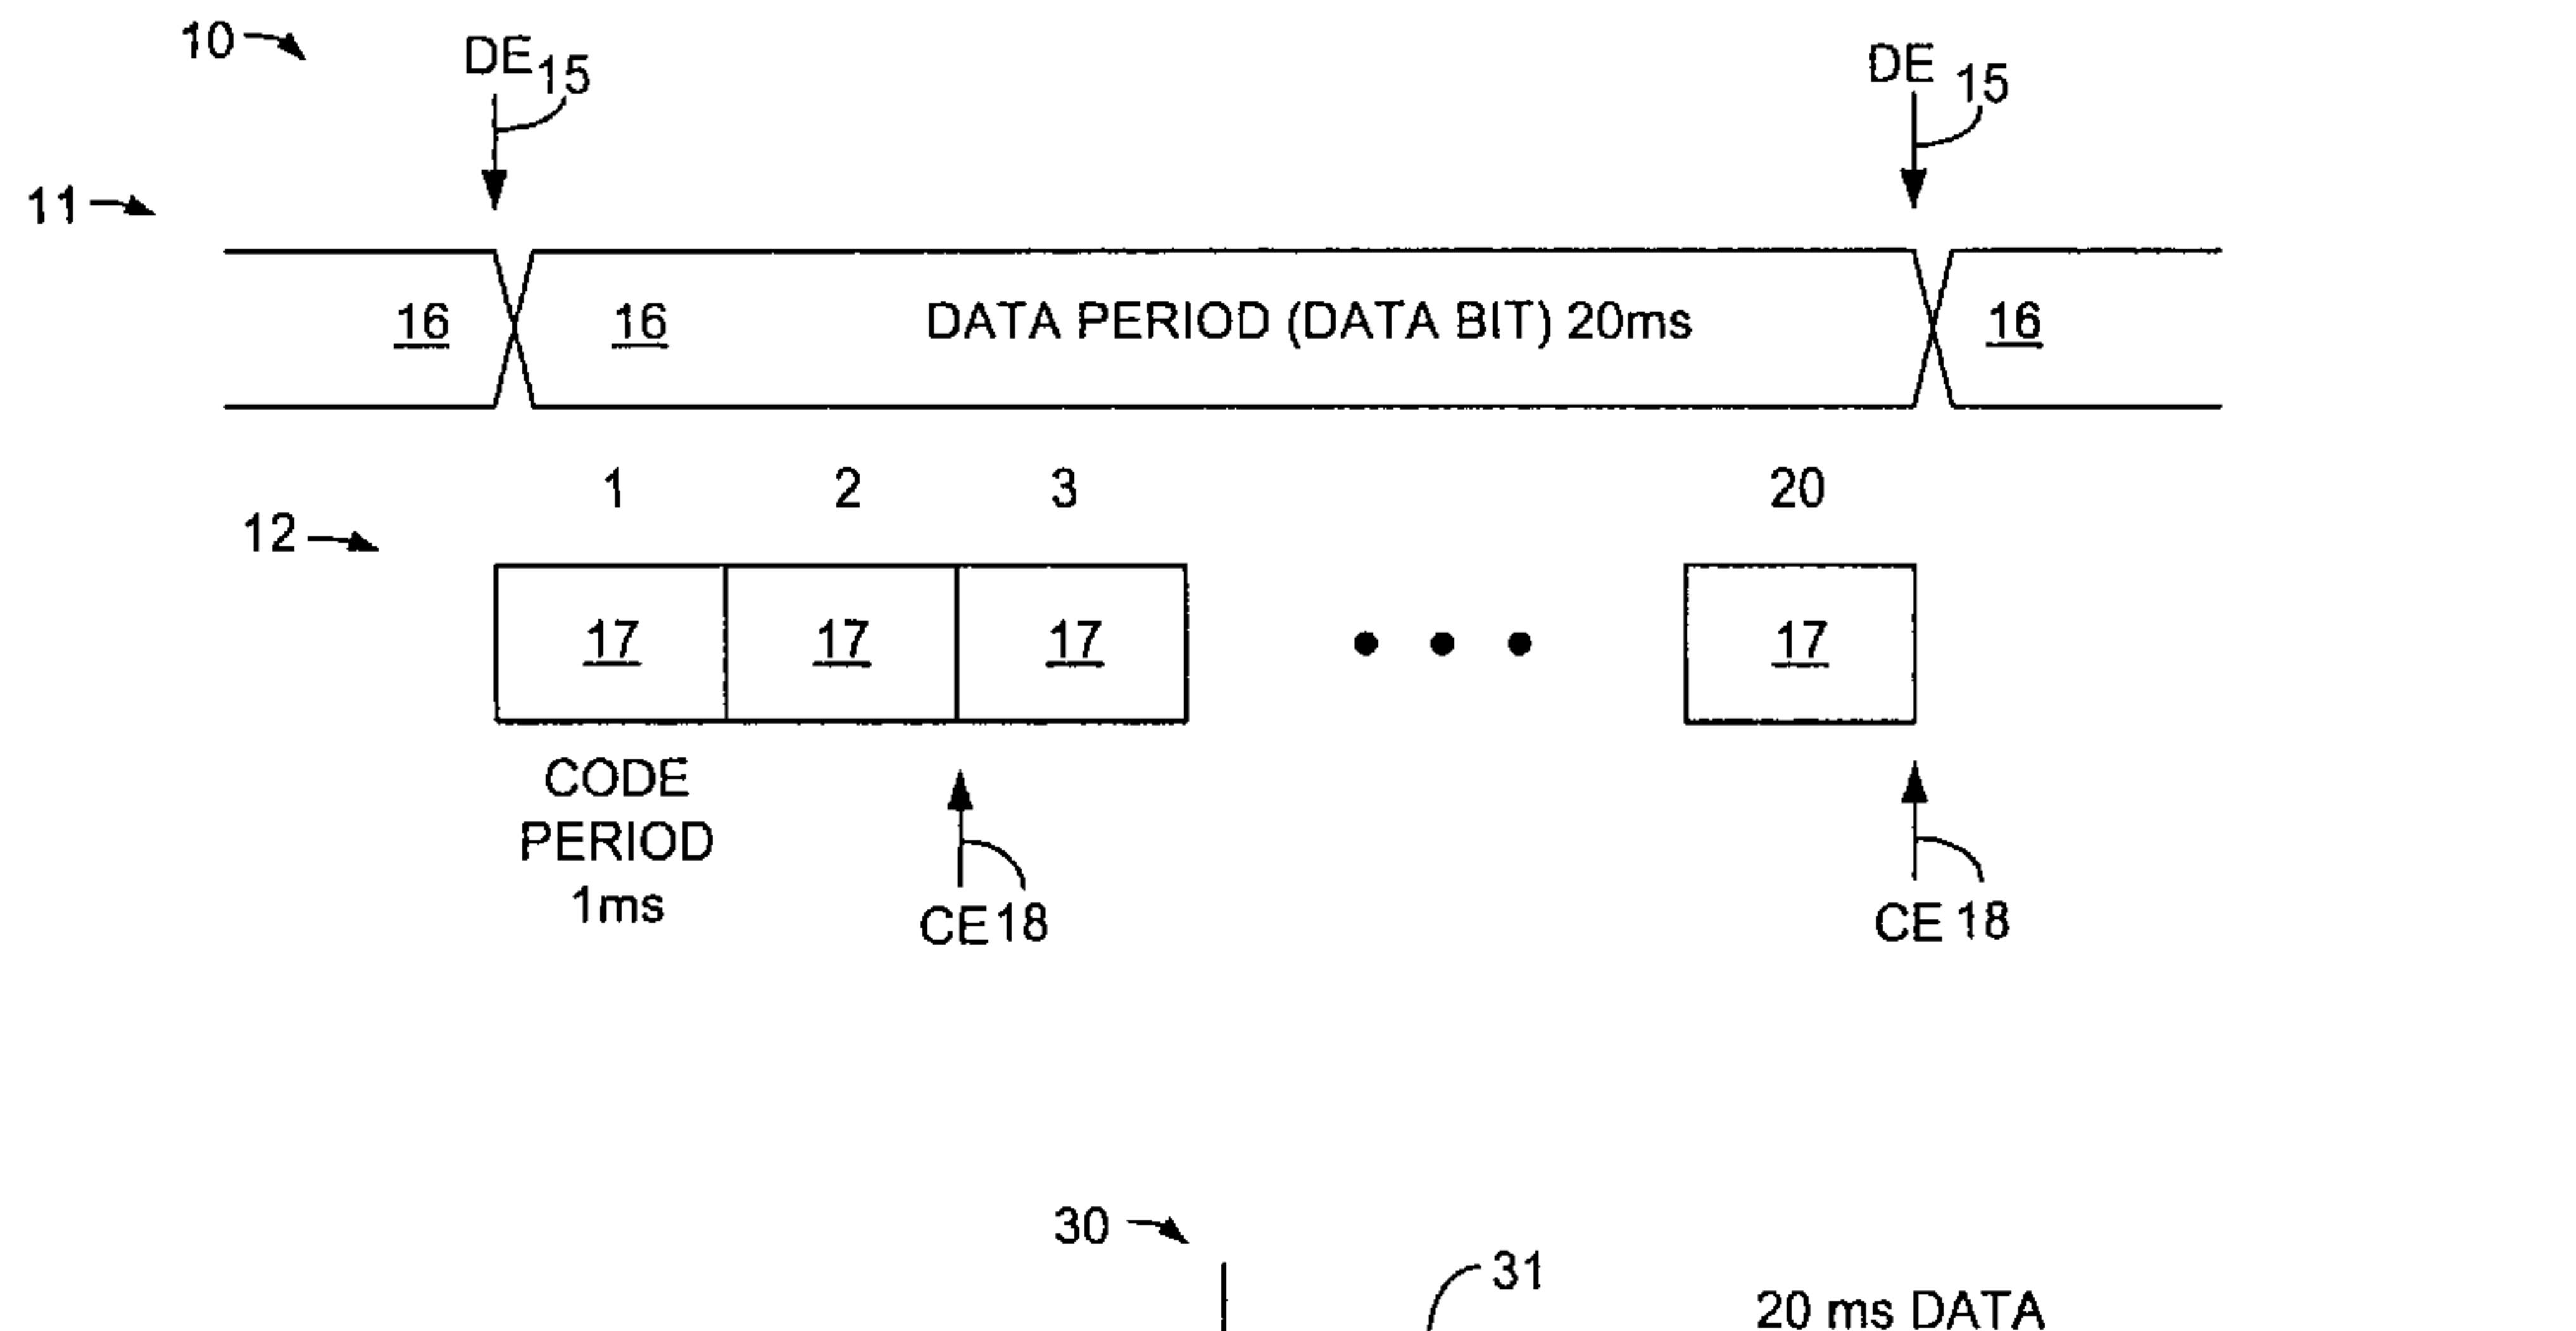 10
DE 15
DE 15
11
16 16 DATA PERIOD (DATA BIT) 20ms 16
1 2 3 20
12
17 17 17 17
CODE
PERIOD
1ms
CE 18
CE 18
30
31
20 ms DATA